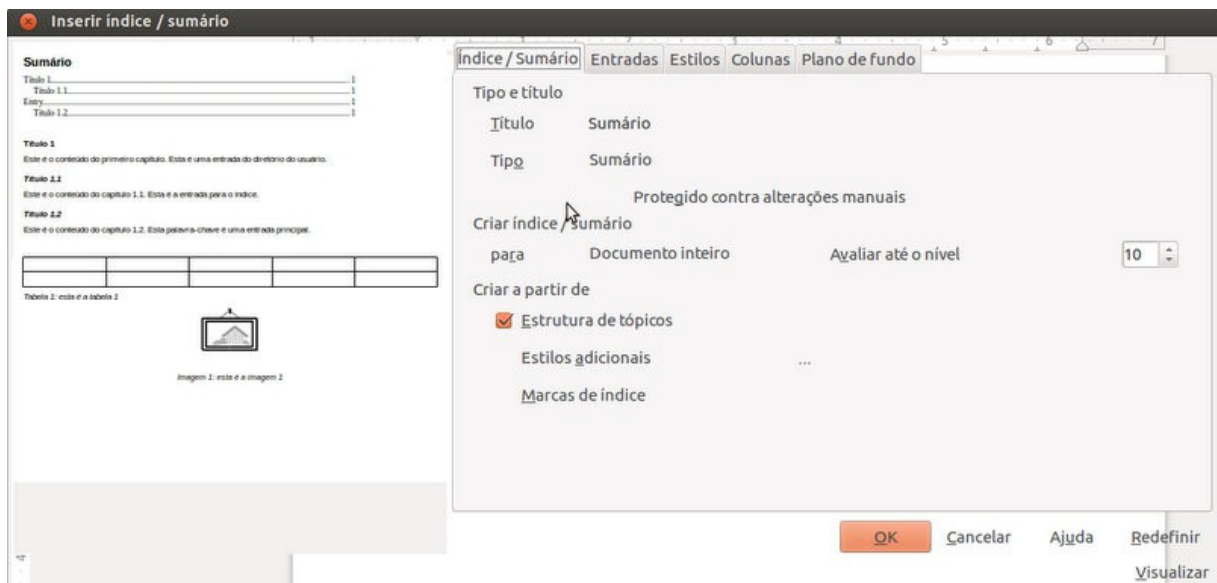 Inserir índice / sumário
Sumário
Título 1 1
Título 1.1 1
Entry 1
Título 1.2 1
Título 1
Este é o conteúdo do primeiro capítulo. Esta é uma entrada do diretório do usuário.
Título 1.1
Este é o conteúdo do capítulo 1.1. Esta é a entrada para o índice.
Título 1.2
Este é o conteúdo do capítulo 1.2. Esta palavra-chave é uma entrada principal.
Tabela 1: esta é a tabela 1
Imagem 1: esta é a imagem 1
Índice / Sumário Entradas Estilos Colunas Plano de fundo
Tipo e título
Título Sumário
Tipo Sumário
Protegido contra alterações manuais
Criar índice / sumário
para Documento inteiro Avaliar até o nível 10
Criar a partir de
Estrutura de tópicos
Estilos adicionais ...
Marcas de índice
OK Cancelar Ajuda Redefinir
Visualizar